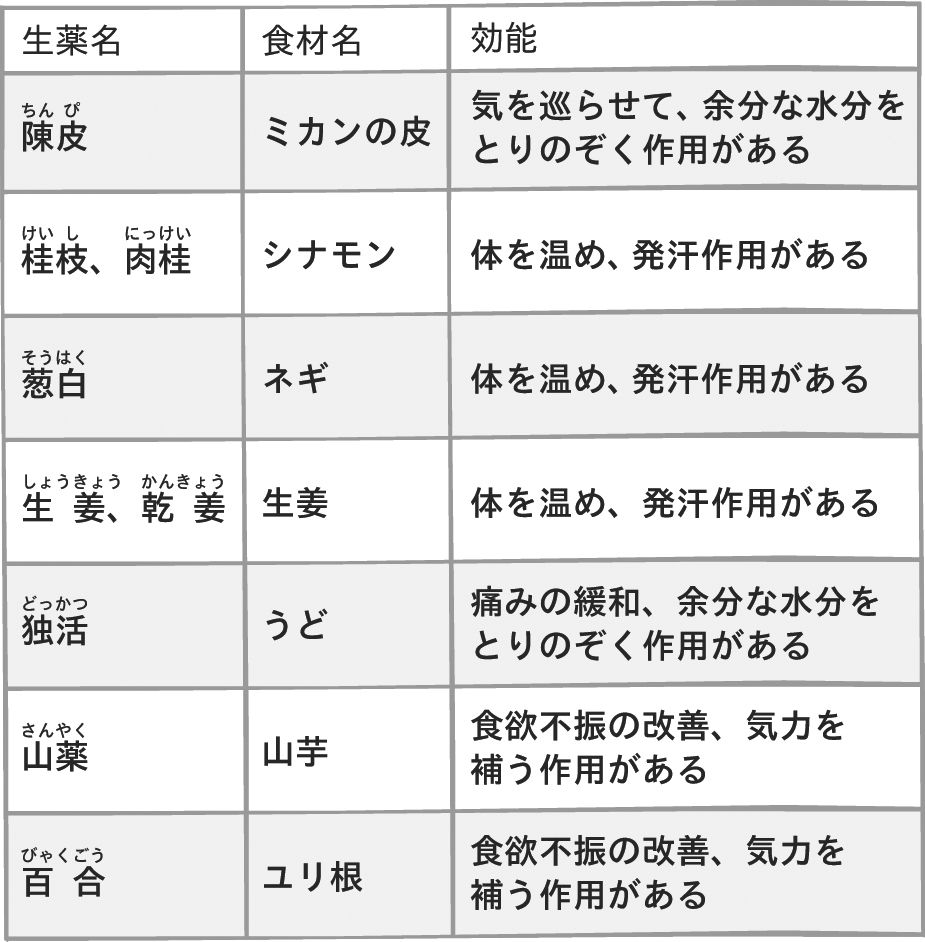 生薬名 食材名 効能
ちん ぴ
陳皮 ミカンの皮 気を巡らせて、余分な水分を
とりのぞく作用がある
けい し にっけい
桂枝、肉桂 シナモン 体を温め、発汗作用がある
そうはく
葱白 ネギ 体を温め、発汗作用がある
しょうきょう かんきょう
生姜、乾姜 生姜 体を温め、発汗作用がある
どっかつ
独活 うど 痛みの緩和、余分な水分を
とりのぞく作用がある
さんやく
山薬 山芋 食欲不振の改善、気力を
補う作用がある
びゃくごう
百合 ユリ根 食欲不振の改善、気力を
補う作用がある